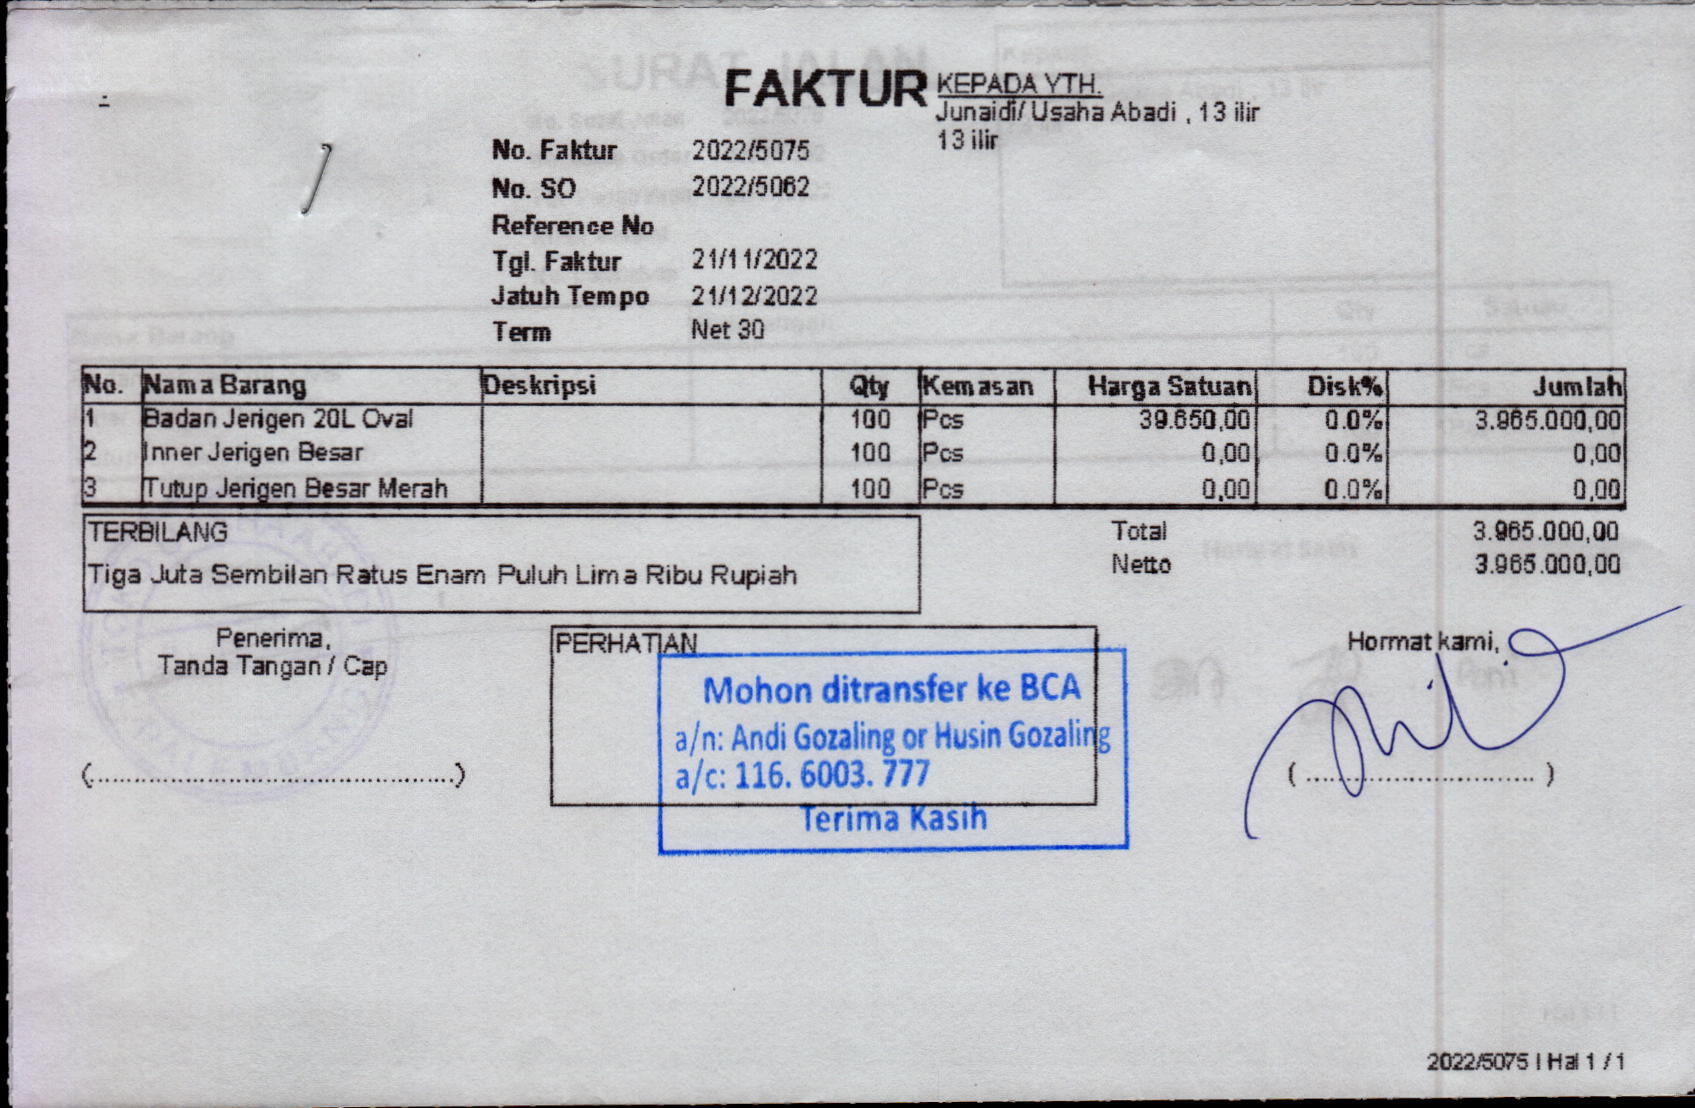 FAKTUR
KEPADA YTH.
Junaidi/ Usaha Abadi , 13 ilir
13 ilir
No. Faktur 2022/5075
No. SO 2022/5062
Reference No
Tgl. Faktur 21/11/2022
Jatuh Tempo 21/12/2022
Term Net 30
No. Nama Barang Deskripsi Qty Kemasan Harga Satuan Disk% Jumlah
1 Badan Jerigen 20L Oval 100 Pcs 39.650,00 0.0% 3.965.000,00
2 Inner Jerigen Besar 100 Pcs 0,00 0.0% 0,00
3 Tutup Jerigen Besar Merah 100 Pcs 0,00 0.0% 0,00
TERBILANG
Tiga Juta Sembilan Ratus Enam Puluh Lima Ribu Rupiah
Total 3.965.000,00
Netto 3.965.000,00
Penerima,
Tanda Tangan / Cap
(..........................................................)
PERHATIAN
Mohon ditransfer ke BCA
a/n: Andi Gozaling or Husin Gozaling
a/c: 116. 6003. 777
Terima Kasih
Hormat kami,
( .................................... )
2022/5075 | Hal 1 / 1